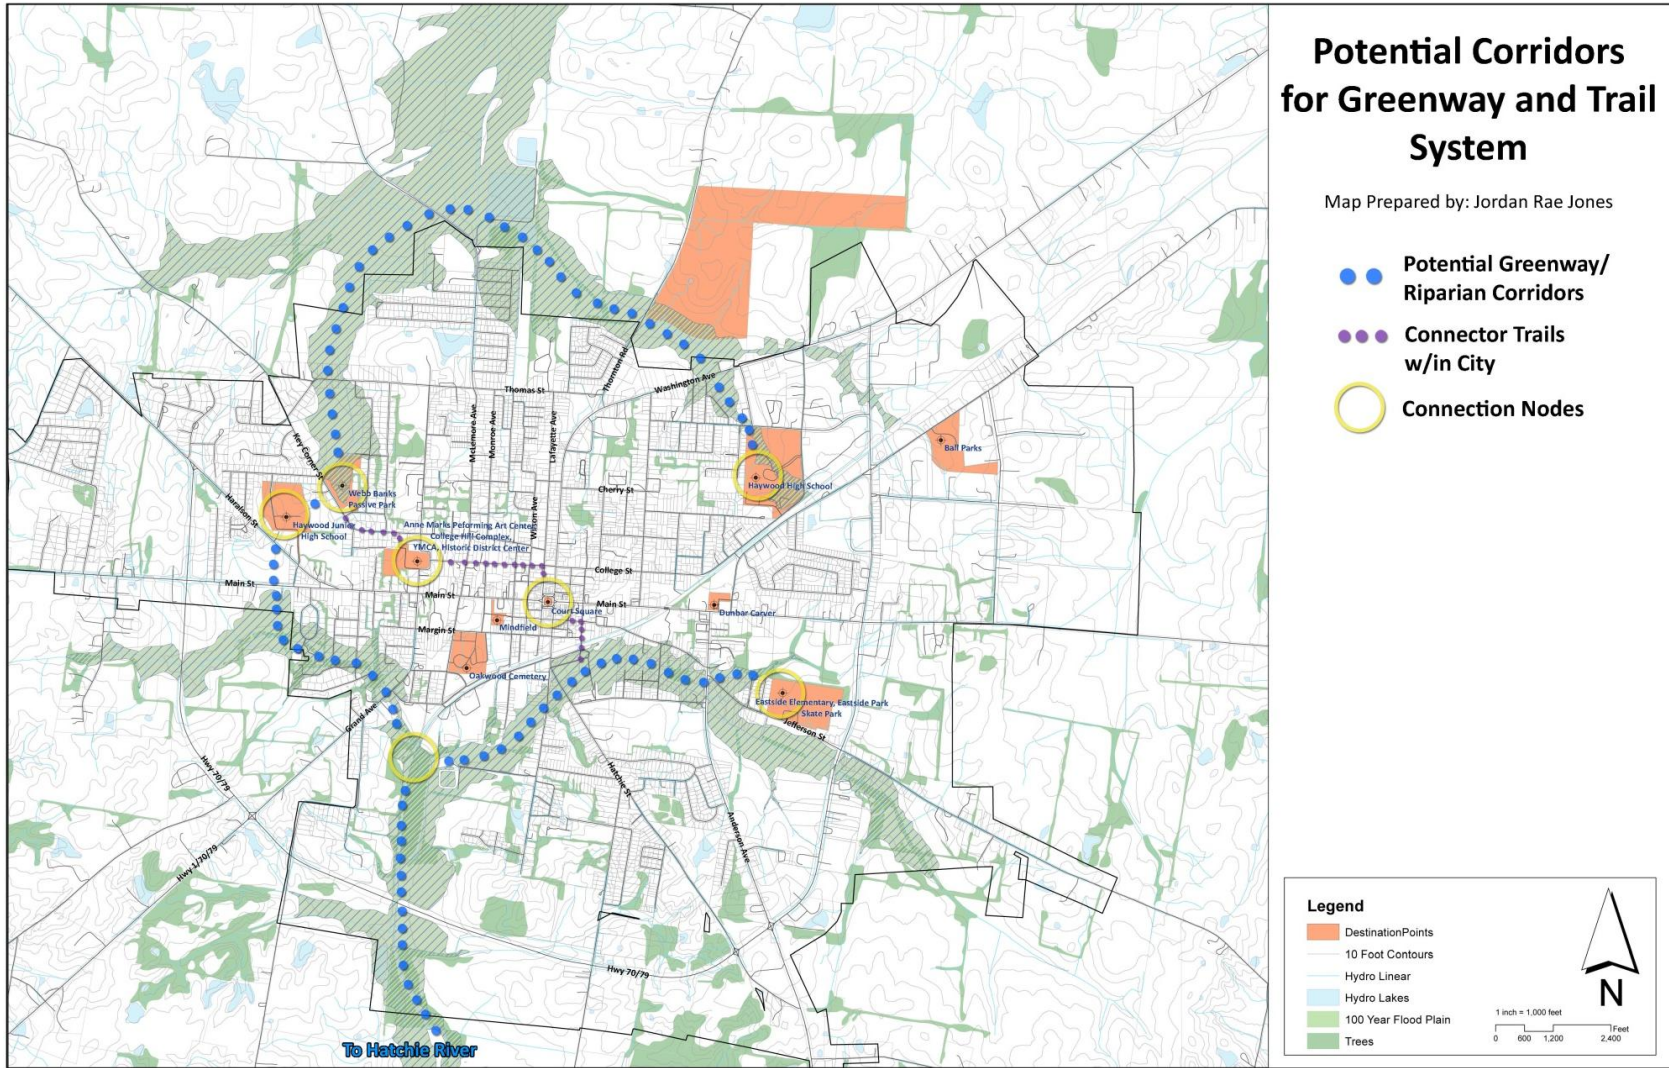 Potential Corridors
for Greenway and Trail
System
Map Prepared by: Jordan Rae Jones
Potential Greenway/
Riparian Corridors
Connector Trails
w/in City
Connection Nodes
Thomas St
Thornton Rd
Washington Ave
McLemore Ave
Monroe Ave
Lafayette Ave
Key Corner St
Haralson St
Webb Banks
Passive Park
Haywood Junior
High School
Anne Marks Peforming Art Center
College Hill Complex,
YMCA, Historic District Center
Wilson Ave
Cherry St
Haywood High School
Ball Parks
College St
Main St
Main St
Main St
Court Square
Dunbar Carver
Mindfield
Margin St
Oakwood Cemetery
Eastside Elementary, Eastside Park
Skate Park
Jefferson St
Grand Ave
Hwy 70/79
Hatchie St
Anderson Ave
Hwy 1/70/79
Hwy 70/79
To Hatchie River
Legend
DestinationPoints
10 Foot Contours
Hydro Linear
Hydro Lakes
100 Year Flood Plain
Trees
N
1 inch = 1,000 feet
Feet
0 600 1,200 2,400